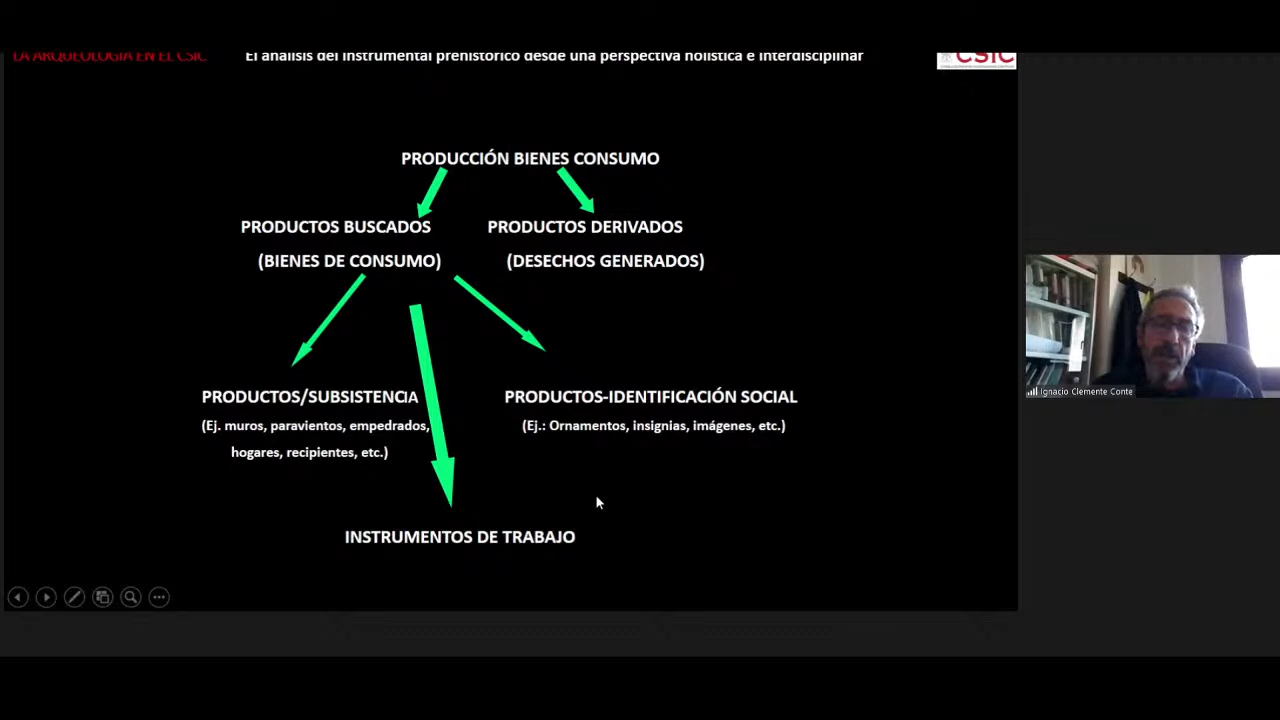 LA ARQUEOLOGÍA EN EL CSIC
El análisis del instrumental prehistórico desde una perspectiva holística e interdisciplinar
CSIC
PRODUCCIÓN BIENES CONSUMO
PRODUCTOS BUSCADOS
PRODUCTOS DERIVADOS
(BIENES DE CONSUMO)
(DESECHOS GENERADOS)
PRODUCTOS/SUBSISTENCIA
PRODUCTOS-IDENTIFICACIÓN SOCIAL
(Ej. muros, paravientos, empedrados,
hogares, recipientes, etc.)
(Ej.: Ornamentos, insignias, imágenes, etc.)
INSTRUMENTOS DE TRABAJO
Ignacio Clemente Conte